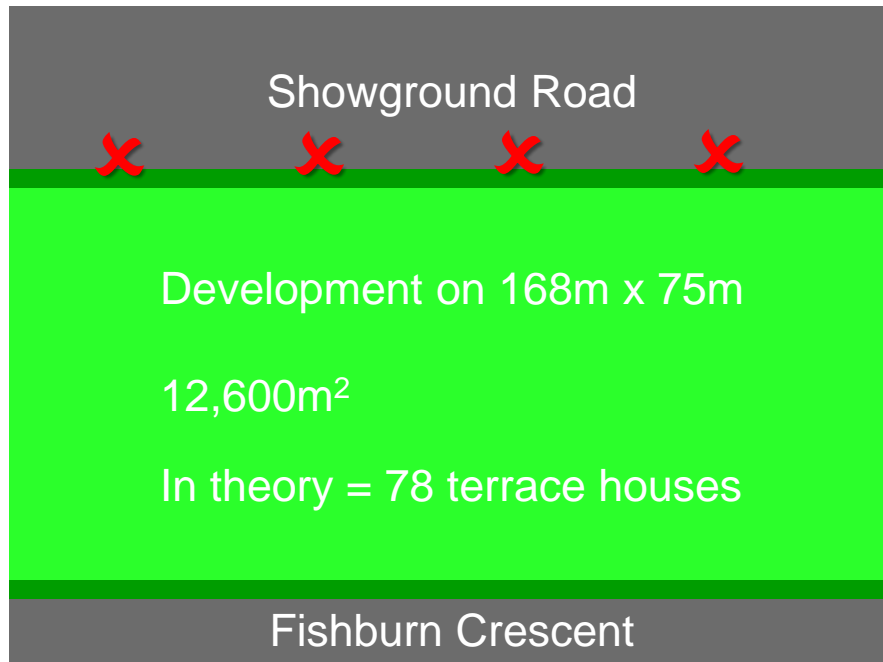 Showground Road
Development on 168m x 75m
12,600m²
In theory = 78 terrace houses
Fishburn Crescent